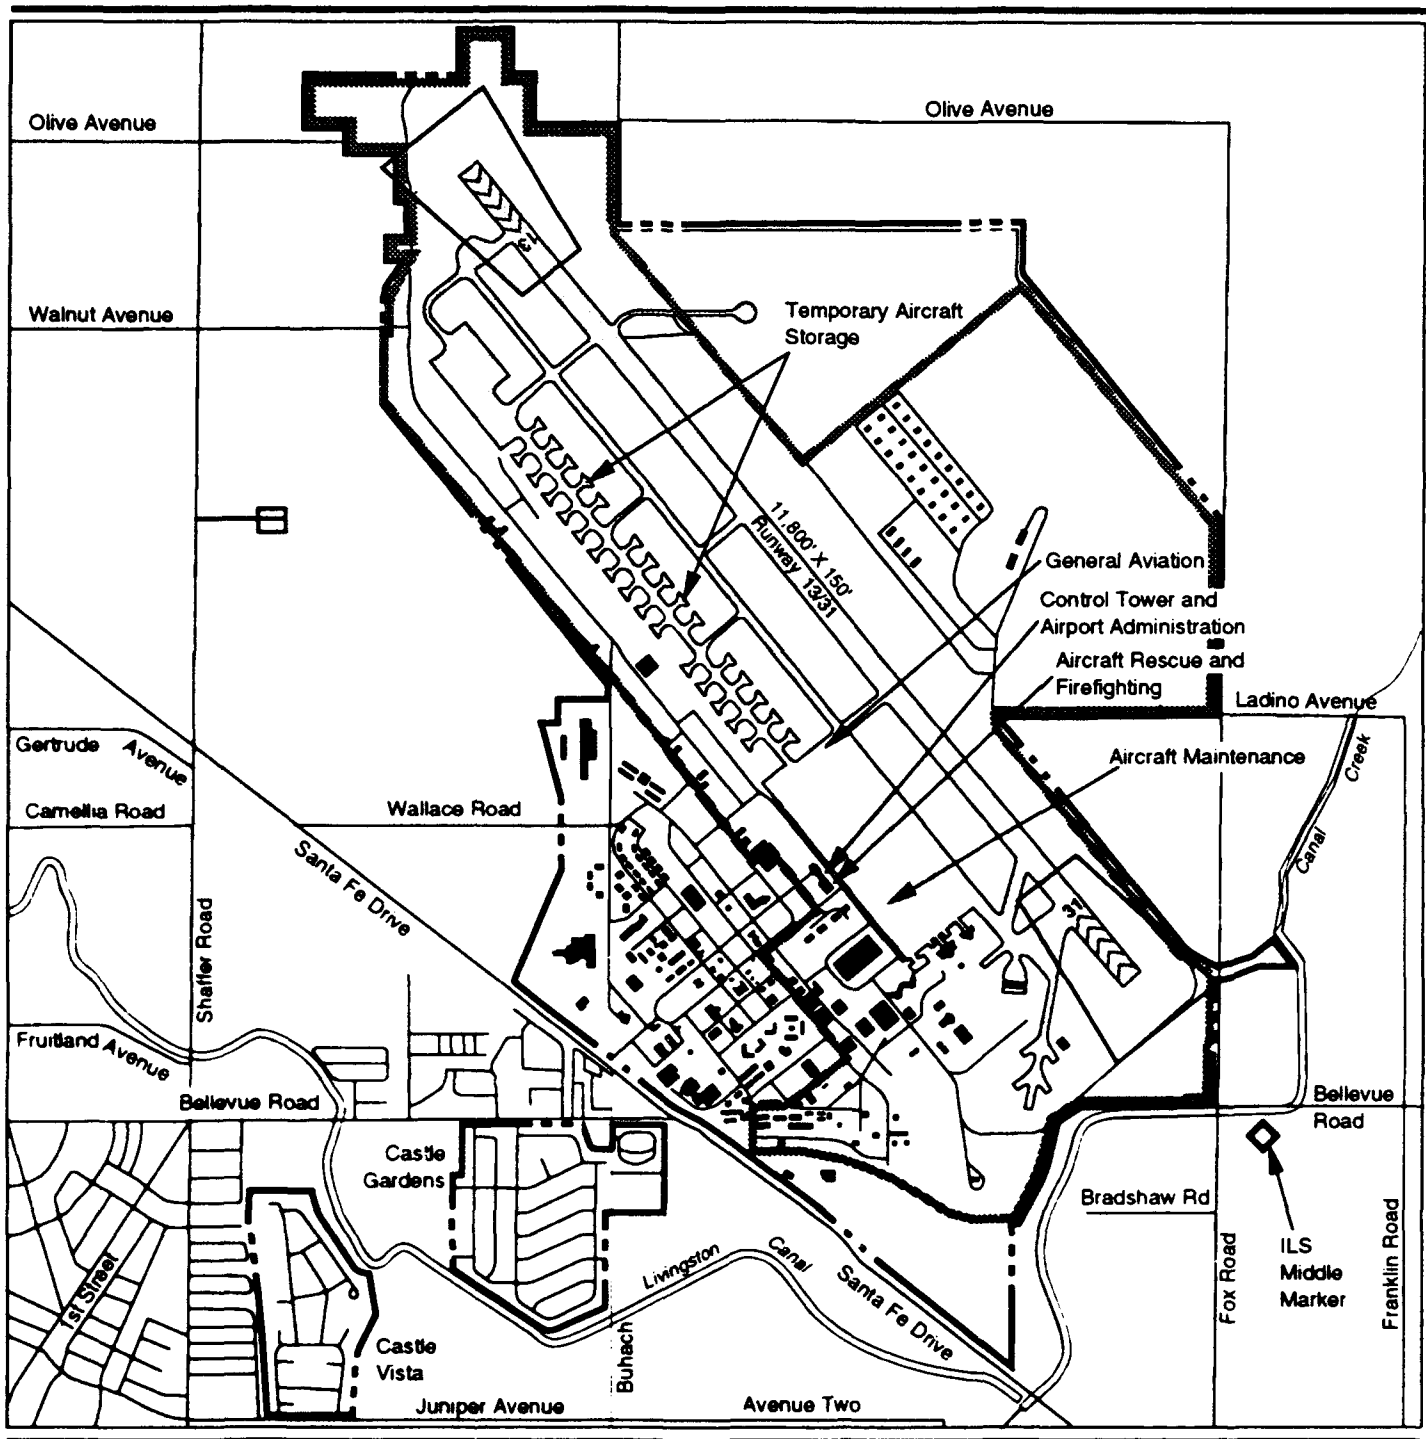 Olive Avenue
Olive Avenue
13
Walnut Avenue
Temporary Aircraft
Storage
11,800' X 150'
Runway 13/31
General Aviation
Control Tower and
Airport Administration
Aircraft Rescue and
Firefighting
Ladino Avenue
Gertrude Avenue
Aircraft Maintenance
Canal Creek
Camellia Road
Wallace Road
Santa Fe Drive
Shaffer Road
31
Fruitland Avenue
Bellevue Road
Bellevue
Road
Castle
Gardens
Bradshaw Rd
1st Street
Livingston Canal
Santa Fe Drive
Fox Road
ILS
Middle
Marker
Franklin Road
Castle
Vista
Buhach
Juniper Avenue
Avenue Two